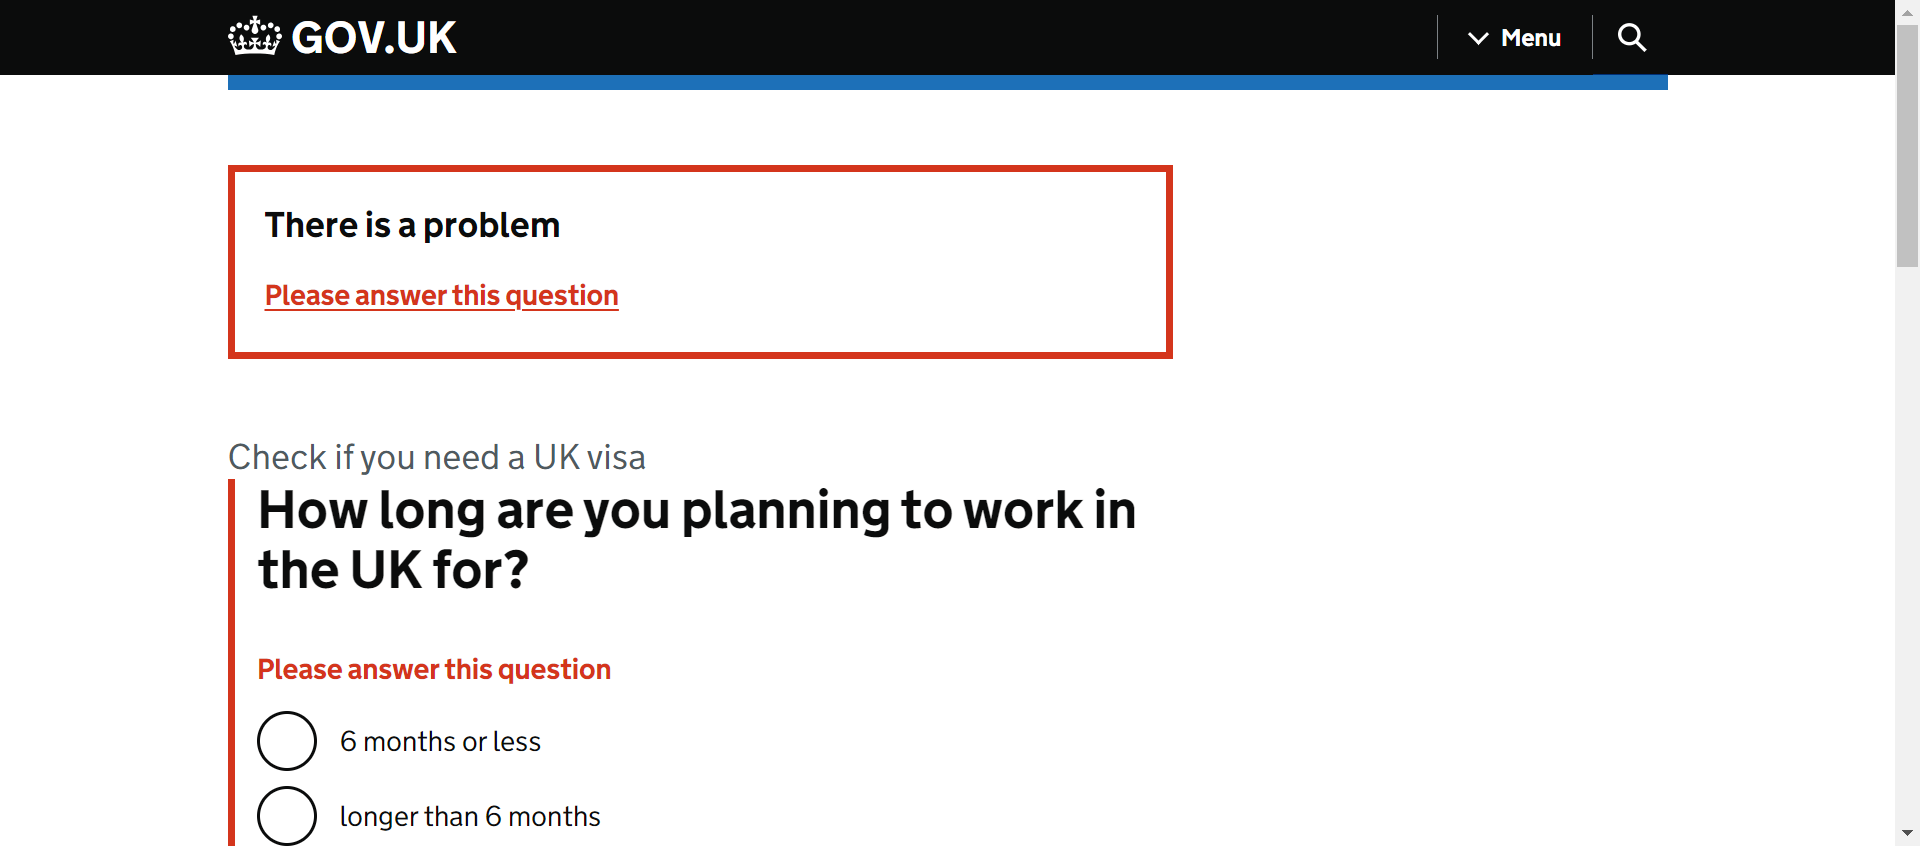 GOV.UK
Menu
There is a problem
Please answer this question
Check if you need a UK visa
How long are you planning to work in
the UK for?
Please answer this question
6 months or less
longer than 6 months